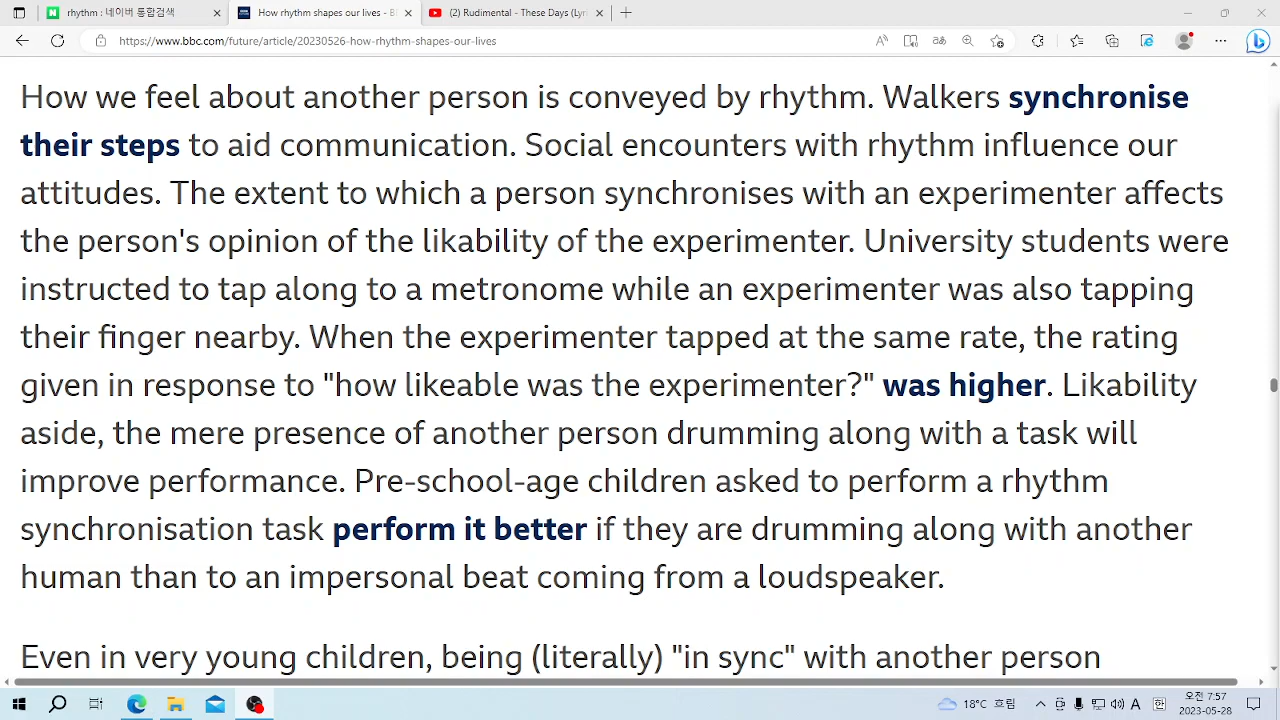 rhythm : 네이버 통합검색
How rhythm shapes our lives - B
(2) Rudimental - These Days (Lyr
https://www.bbc.com/future/article/20230526-how-rhythm-shapes-our-lives
How we feel about another person is conveyed by rhythm. Walkers synchronise
their steps to aid communication. Social encounters with rhythm influence our
attitudes. The extent to which a person synchronises with an experimenter affects
the person's opinion of the likability of the experimenter. University students were
instructed to tap along to a metronome while an experimenter was also tapping
their finger nearby. When the experimenter tapped at the same rate, the rating
given in response to "how likeable was the experimenter?" was higher. Likability
aside, the mere presence of another person drumming along with a task will
improve performance. Pre-school-age children asked to perform a rhythm
synchronisation task perform it better if they are drumming along with another
human than to an impersonal beat coming from a loudspeaker.
Even in very young children, being (literally) "in sync" with another person
18°C 흐림
A
오전 7:57
2023-05-28